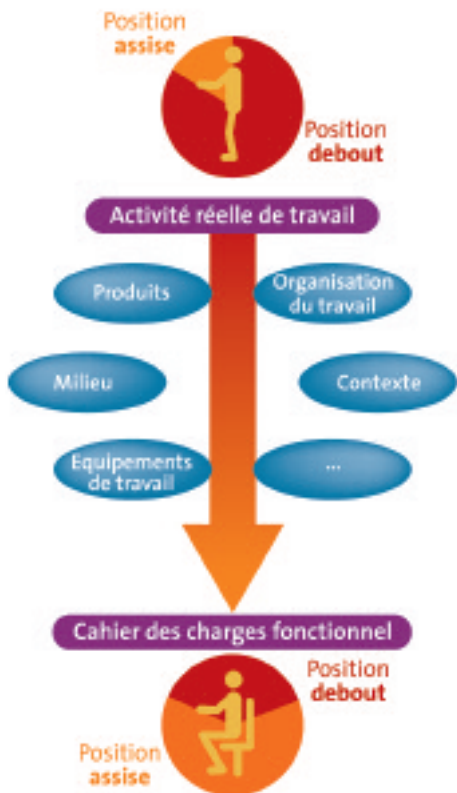 Position
assise
Position
debout
Activité réelle de travail
Produits
Organisation
du travail
Milieu
Contexte
Equipements
de travail
...
Cahier des charges fonctionnel
Position
debout
Position
assise